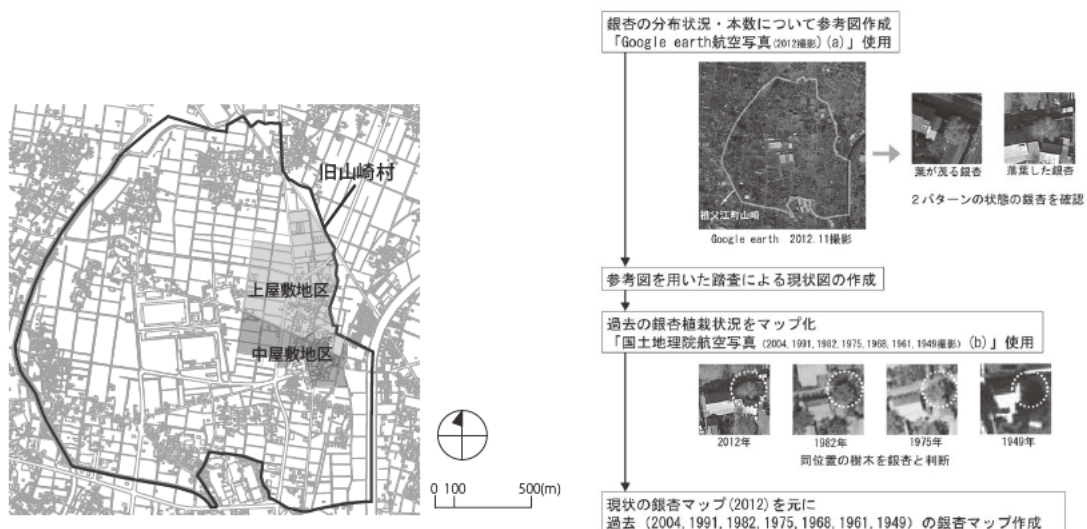 旧山崎村
上屋敷地区
中屋敷地区
0 100 500(m)
銀杏の分布状況・本数について参考図作成
「Google earth航空写真(2012撮影)(a)」使用
祖父江町山崎
Google earth 2012.11撮影
葉が茂る銀杏
落葉した銀杏
2パターンの状態の銀杏を確認
参考図を用いた踏査による現状図の作成
過去の銀杏植栽状況をマップ化
「国土地理院航空写真(2004,1991,1982,1975,1968,1961,1949撮影)(b)」使用
2012年
1982年
1975年
1949年
同位置の樹木を銀杏と判断
現状の銀杏マップ(2012)を元に
過去(2004,1991,1982,1975,1968,1961,1949)の銀杏マップ作成